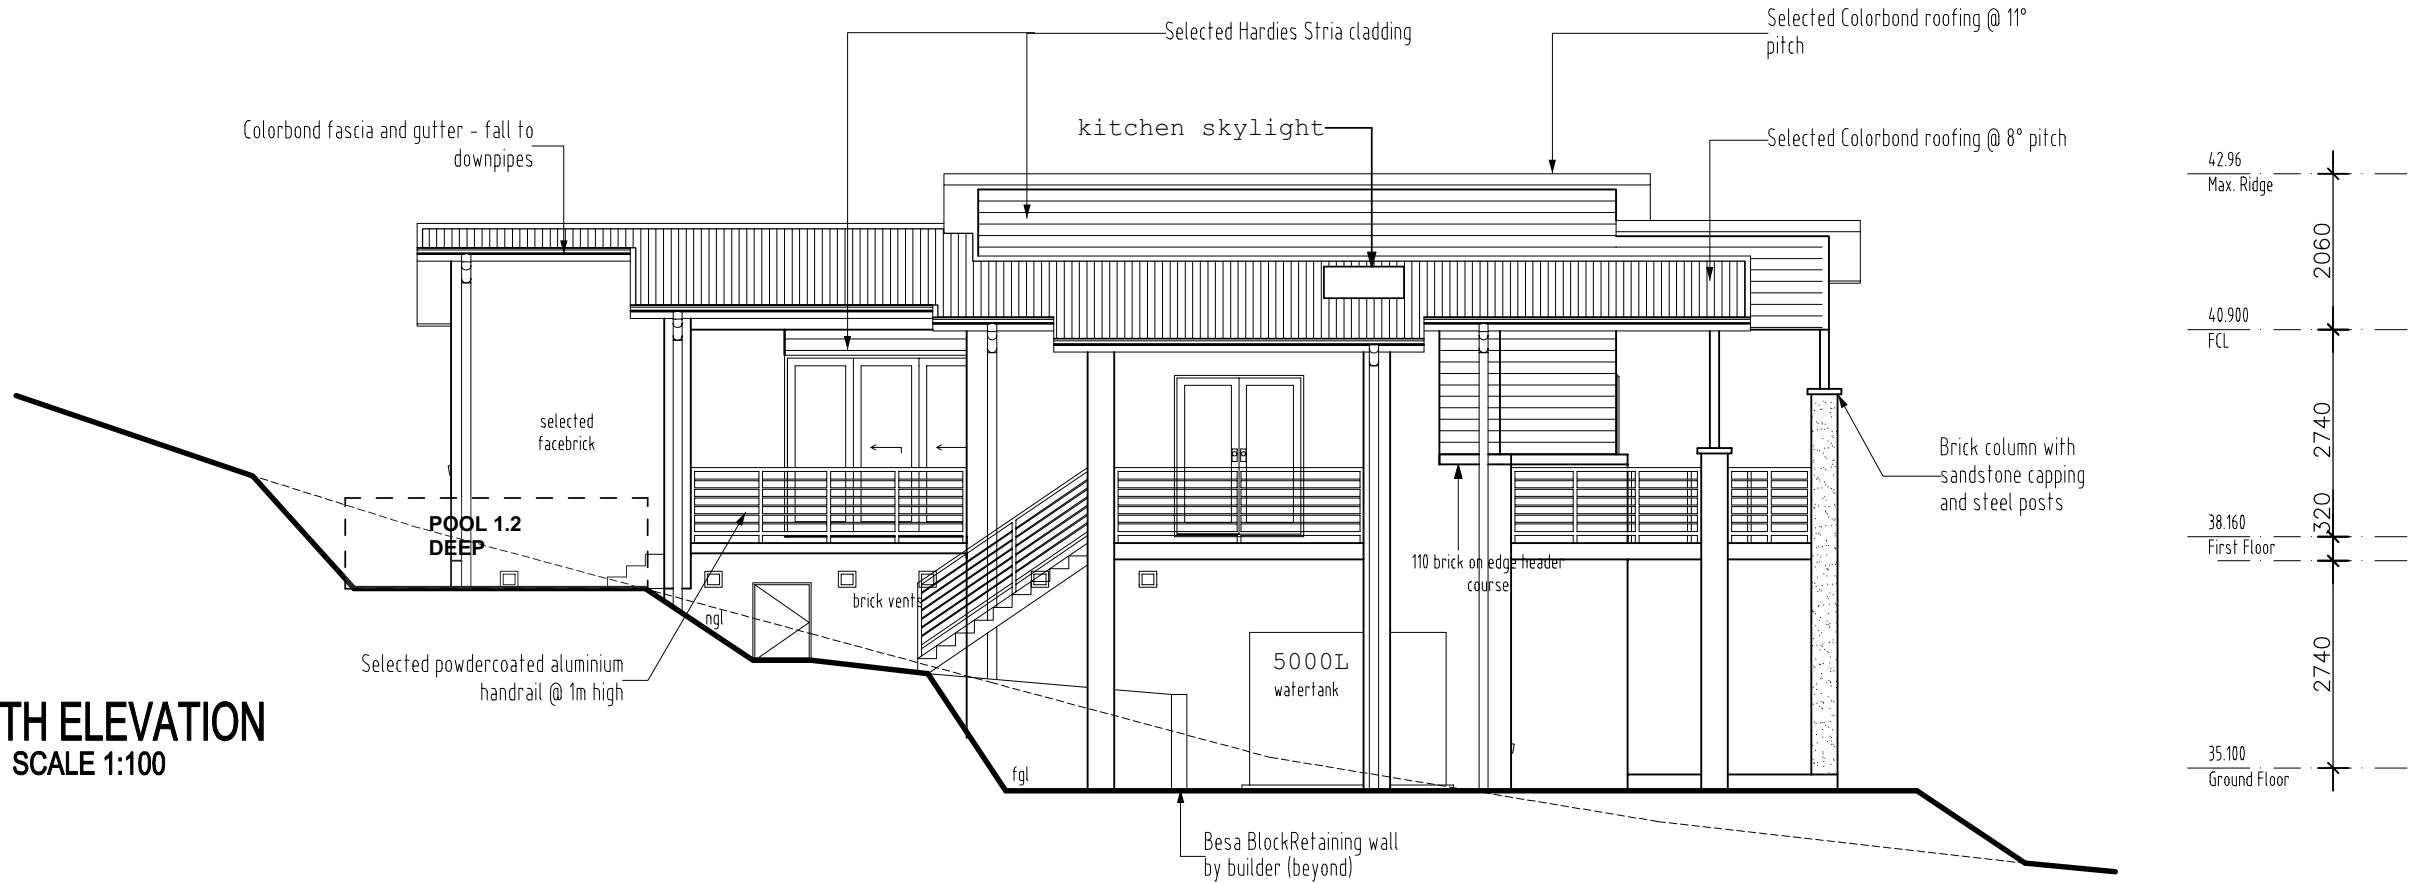 Selected Hardies Stria cladding
Selected Colorbond roofing @ 11°
pitch
Colorbond fascia and gutter - fall to
downpipes
kitchen skylight
Selected Colorbond roofing @ 8° pitch
42.96
Max. Ridge
2060
40.900
FCL
selected
facebrick
2740
Brick column with
sandstone capping
and steel posts
POOL 1.2
DEEP
320
38.160
First Floor
110 brick on edge header
course
brick vents
ngl
Selected powdercoated aluminium
handrail @ 1m high
5000L
watertank
2740
TH ELEVATION
SCALE 1:100
35.100
Ground Floor
fgl
Besa BlockRetaining wall
by builder (beyond)